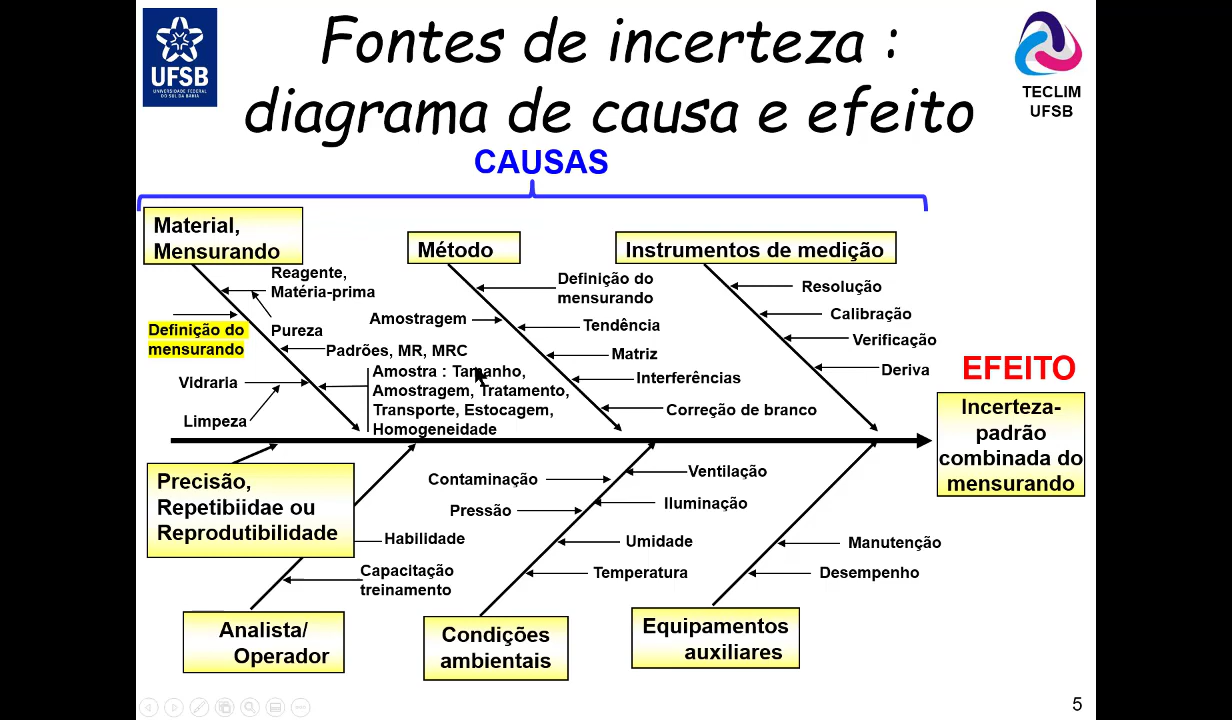 Fontes de incerteza :
diagrama de causa e efeito
UFSB
UNIVERSIDADE FEDERAL
DO SUL DA BAHIA
TECLIM
UFSB
CAUSAS
Material,
Mensurando
Reagente,
Matéria-prima
Definição do
mensurando
Pureza
Padrões, MR, MRC
Vidraria
Limpeza
Amostra : Tamanho,
Amostragem, Tratamento,
Transporte, Estocagem,
Homogeneidade
Método
Definição do
mensurando
Amostragem
Tendência
Matriz
Interferências
Correção de branco
Instrumentos de medição
Resolução
Calibração
Verificação
Deriva
EFEITO
Incerteza-
padrão
combinada do
mensurando
Precisão,
Repetibiidae ou
Reprodutibilidade
Habilidade
Capacitação
treinamento
Analista/
Operador
Contaminação
Pressão
Ventilação
Iluminação
Umidade
Temperatura
Condições
ambientais
Manutenção
Desempenho
Equipamentos
auxiliares
5